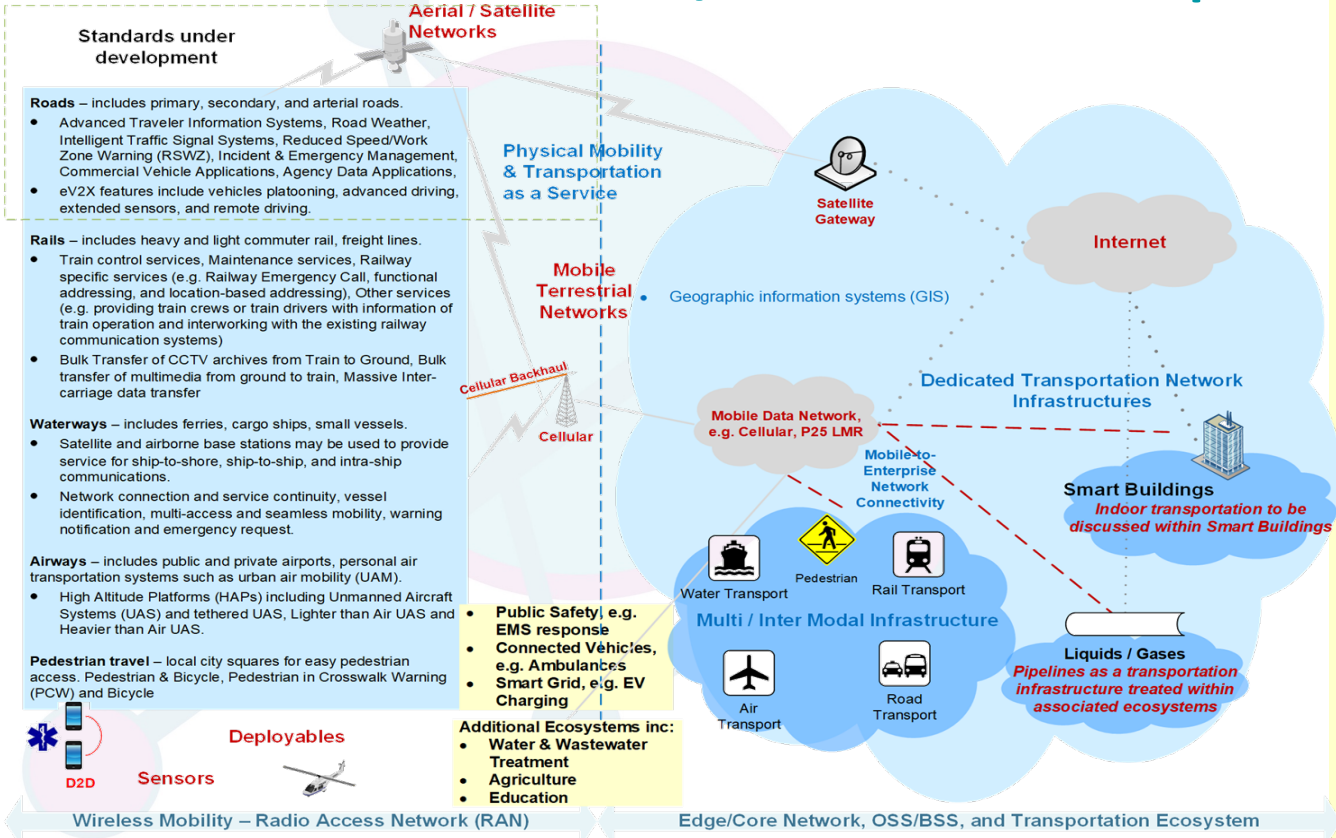 Aerial / Satellite
Networks
Standards under
development
Roads – includes primary, secondary, and arterial roads.
● Advanced Traveler Information Systems, Road Weather,
Intelligent Traffic Signal Systems, Reduced Speed/Work
Zone Warning (RSWZ), Incident & Emergency Management,
Commercial Vehicle Applications, Agency Data Applications,
● eV2X features include vehicles platooning, advanced driving,
extended sensors, and remote driving.
Rails – includes heavy and light commuter rail, freight lines.
● Train control services, Maintenance services, Railway
specific services (e.g. Railway Emergency Call, functional
addressing, and location-based addressing), Other services
(e.g. providing train crews or train drivers with information of
train operation and interworking with the existing railway
communication systems)
● Bulk Transfer of CCTV archives from Train to Ground, Bulk
transfer of multimedia from ground to train, Massive Inter-
carriage data transfer
Waterways – includes ferries, cargo ships, small vessels.
● Satellite and airborne base stations may be used to provide
service for ship-to-shore, ship-to-ship, and intra-ship
communications.
● Network connection and service continuity, vessel
identification, multi-access and seamless mobility, warning
notification and emergency request.
Airways – includes public and private airports, personal air
transportation systems such as urban air mobility (UAM).
● High Altitude Platforms (HAPs) including Unmanned Aircraft
Systems (UAS) and tethered UAS, Lighter than Air UAS and
Heavier than Air UAS.
Pedestrian travel – local city squares for easy pedestrian
access. Pedestrian & Bicycle, Pedestrian in Crosswalk Warning
(PCW) and Bicycle
D2D
Deployables
Sensors
Physical Mobility
& Transportation
as a Service
Mobile
Terrestrial
Networks
Cellular Backhaul
Cellular
● Public Safety, e.g.
EMS response
● Connected Vehicles,
e.g. Ambulances
● Smart Grid, e.g. EV
Charging
Additional Ecosystems inc:
● Water & Wastewater
Treatment
● Agriculture
● Education
Satellite
Gateway
Internet
● Geographic information systems (GIS)
Dedicated Transportation Network
Infrastructures
Mobile Data Network,
e.g. Cellular, P25 LMR
Mobile-to-
Enterprise
Network
Connectivity
Smart Buildings
Indoor transportation to be
discussed within Smart Buildings
Water Transport
Pedestrian
Rail Transport
Multi / Inter Modal Infrastructure
Air
Transport
Road
Transport
Liquids / Gases
Pipelines as a transportation
infrastructure treated within
associated ecosystems
Wireless Mobility – Radio Access Network (RAN)
Edge/Core Network, OSS/BSS, and Transportation Ecosystem